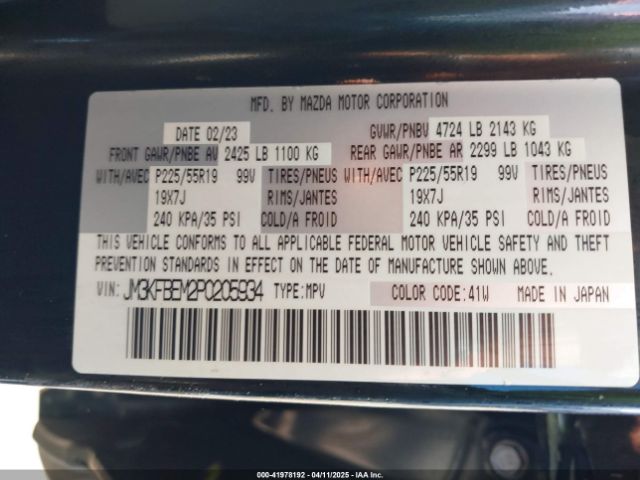 MFD. BY MAZDA MOTOR CORPORATION
DATE 02/23 GVWR/PNBV 4724 LB 2143 KG
FRONT GAWR/PNBE AV 2425 LB 1100 KG REAR GAWR/PNBE AR 2299 LB 1043 KG
WITH/AVEC P225/55R19 99V TIRES/PNEUS WITH/AVEC P225/55R19 99V TIRES/PNEUS
19X7J RIMS/JANTES 19X7J RIMS/JANTES
240 KPA/35 PSI COLD/A FROID 240 KPA/35 PSI COLD/A FROID
THIS VEHICLE CONFORMS TO ALL APPLICABLE FEDERAL MOTOR VEHICLE SAFETY AND THEFT
PREVENTION STANDARDS IN EFFECT ON THE DATE OF MANUFACTURE SHOWN ABOVE.
VIN: JM3KFBEM2P0205934 TYPE:MPV COLOR CODE:41W MADE IN JAPAN
000-41978192 - 04/11/2025 - IAAI.COM